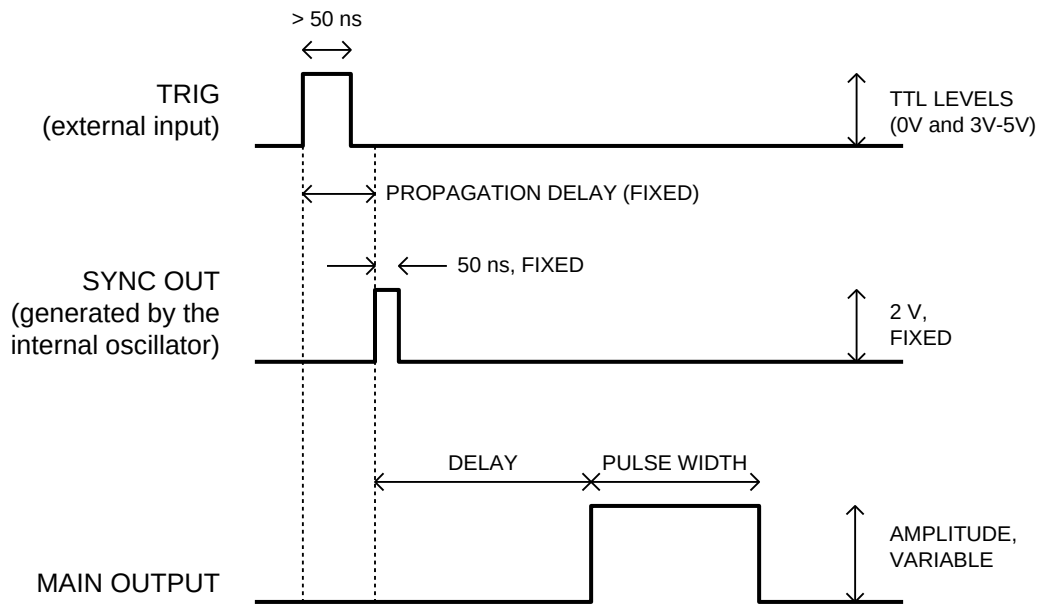 > 50 ns
TRIG
(external input)
TTL LEVELS
(0V and 3V-5V)
PROPAGATION DELAY (FIXED)
50 ns, FIXED
SYNC OUT
(generated by the
internal oscillator)
2 V,
FIXED
DELAY
PULSE WIDTH
AMPLITUDE,
VARIABLE
MAIN OUTPUT